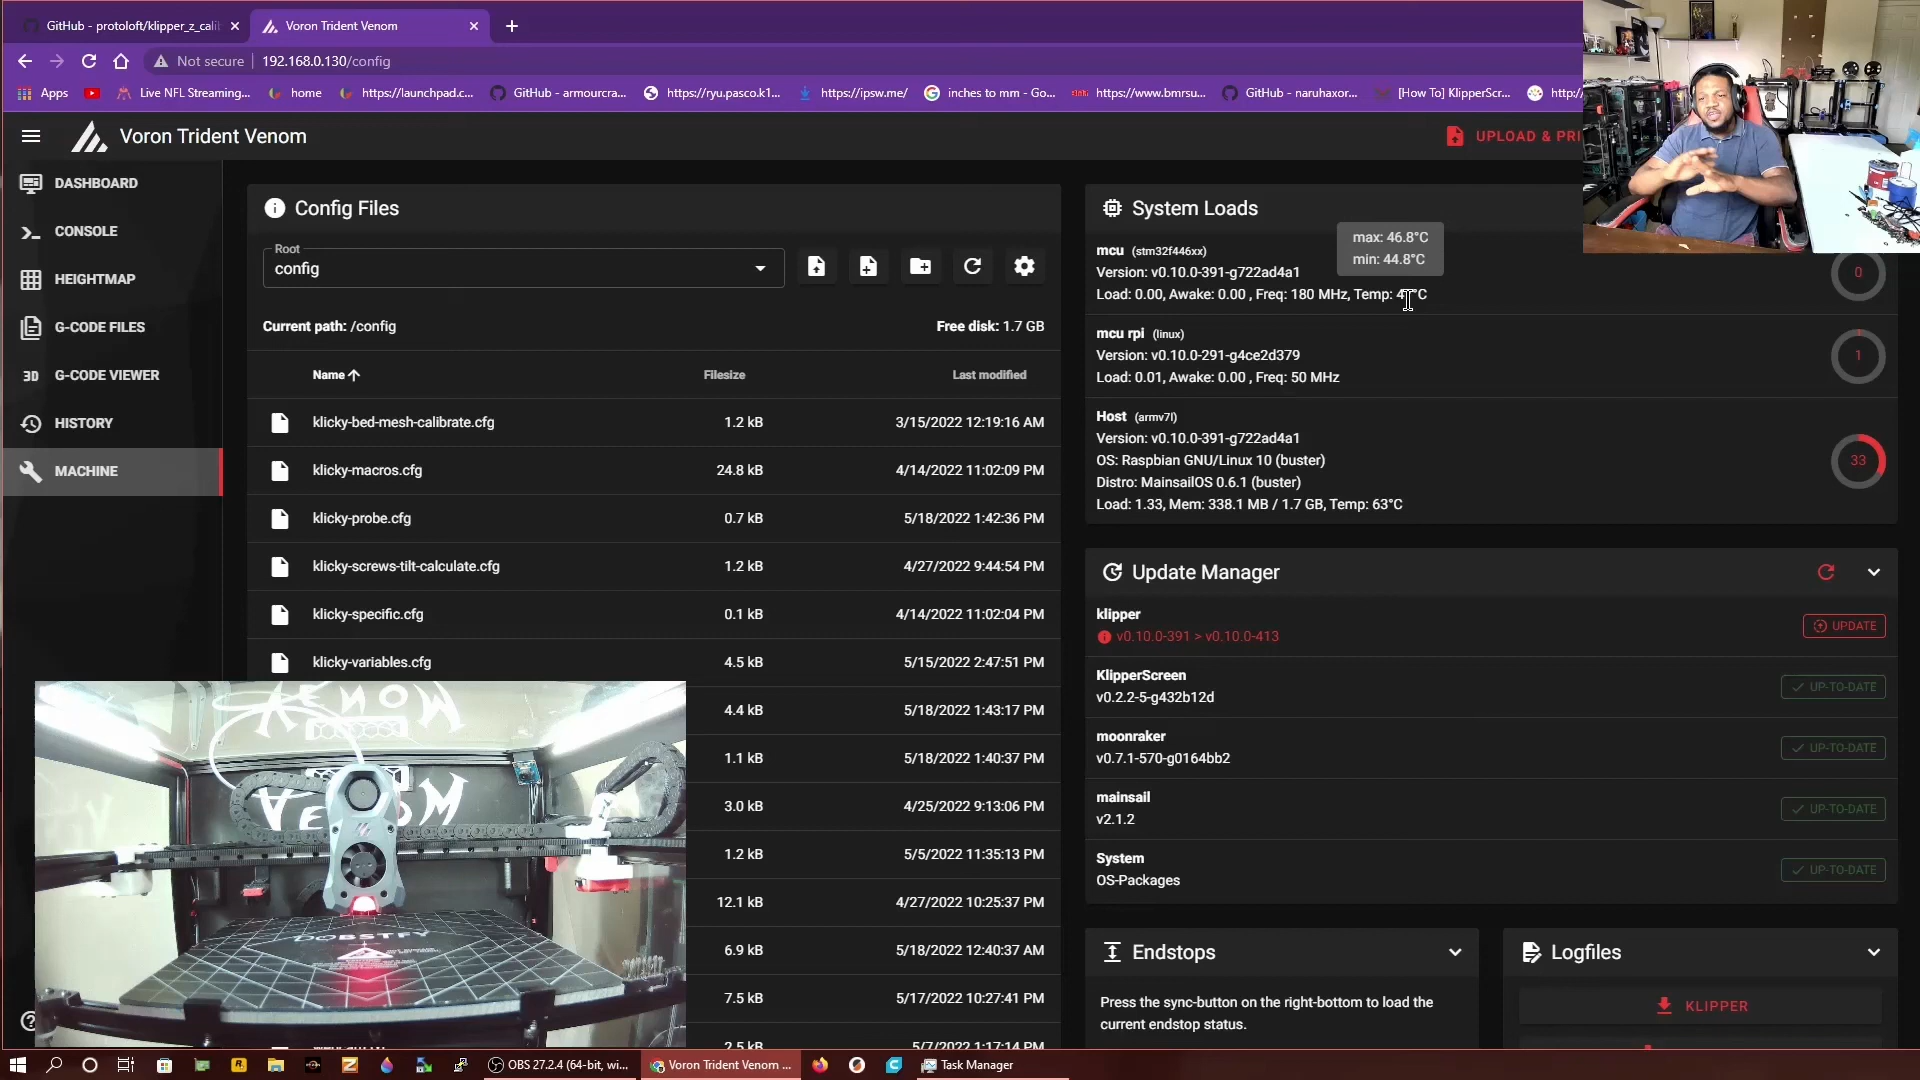 GitHub - protoloft/klipper_z_calib
Voron Trident Venom
Not secure
192.168.0.130/config
Apps
Live NFL Streaming...
home
https://launchpad.c...
GitHub - armourcra...
https://ryu.pasco.k1...
https://ipsw.me/
inches to mm - Go...
https://www.bmrsu...
GitHub - naruhaxor...
[How To] KlipperScr...
http:/
Voron Trident Venom
UPLOAD & PRI
DASHBOARD
CONSOLE
HEIGHTMAP
G-CODE FILES
3D G-CODE VIEWER
HISTORY
MACHINE
Config Files
Root
config
Current path: /config
Free disk: 1.7 GB
Name
Filesize
Last modified
klicky-bed-mesh-calibrate.cfg 1.2 kB 3/15/2022 12:19:16 AM
klicky-macros.cfg 24.8 kB 4/14/2022 11:02:09 PM
klicky-probe.cfg 0.7 kB 5/18/2022 1:42:36 PM
klicky-screws-tilt-calculate.cfg 1.2 kB 4/27/2022 9:44:54 PM
klicky-specific.cfg 0.1 kB 4/14/2022 11:02:04 PM
klicky-variables.cfg 4.5 kB 5/15/2022 2:47:51 PM
4.4 kB 5/18/2022 1:43:17 PM
1.1 kB 5/18/2022 1:40:37 PM
3.0 kB 4/25/2022 9:13:06 PM
1.2 kB 5/5/2022 11:35:13 PM
12.1 kB 4/27/2022 10:25:37 PM
6.9 kB 5/18/2022 12:40:37 AM
7.5 kB 5/17/2022 10:27:41 PM
2.5 kB 5/7/2022 1:17:14 PM
System Loads
max: 46.8°C
min: 44.8°C
mcu (stm32f446xx)
Version: v0.10.0-391-g722ad4a1
Load: 0.00, Awake: 0.00 , Freq: 180 MHz, Temp:
0
mcu rpi (linux)
Version: v0.10.0-291-g4ce2d379
Load: 0.01, Awake: 0.00 , Freq: 50 MHz
1
Host (armv7l)
Version: v0.10.0-391-g722ad4a1
OS: Raspbian GNU/Linux 10 (buster)
Distro: MainsailOS 0.6.1 (buster)
Load: 1.33, Mem: 338.1 MB / 1.7 GB, Temp: 63°C
33
Update Manager
klipper
v0.10.0-391 > v0.10.0-413
UPDATE
KlipperScreen
v0.2.2-5-g432b12d
UP-TO-DATE
moonraker
v0.7.1-570-g0164bb2
UP-TO-DATE
mainsail
v2.1.2
UP-TO-DATE
System
OS-Packages
UP-TO-DATE
Endstops
Press the sync-button on the right-bottom to load the
current endstop status.
Logfiles
KLIPPER
VENOM
OBS 27.2.4 (64-bit, wi...
Voron Trident Venom ...
Task Manager